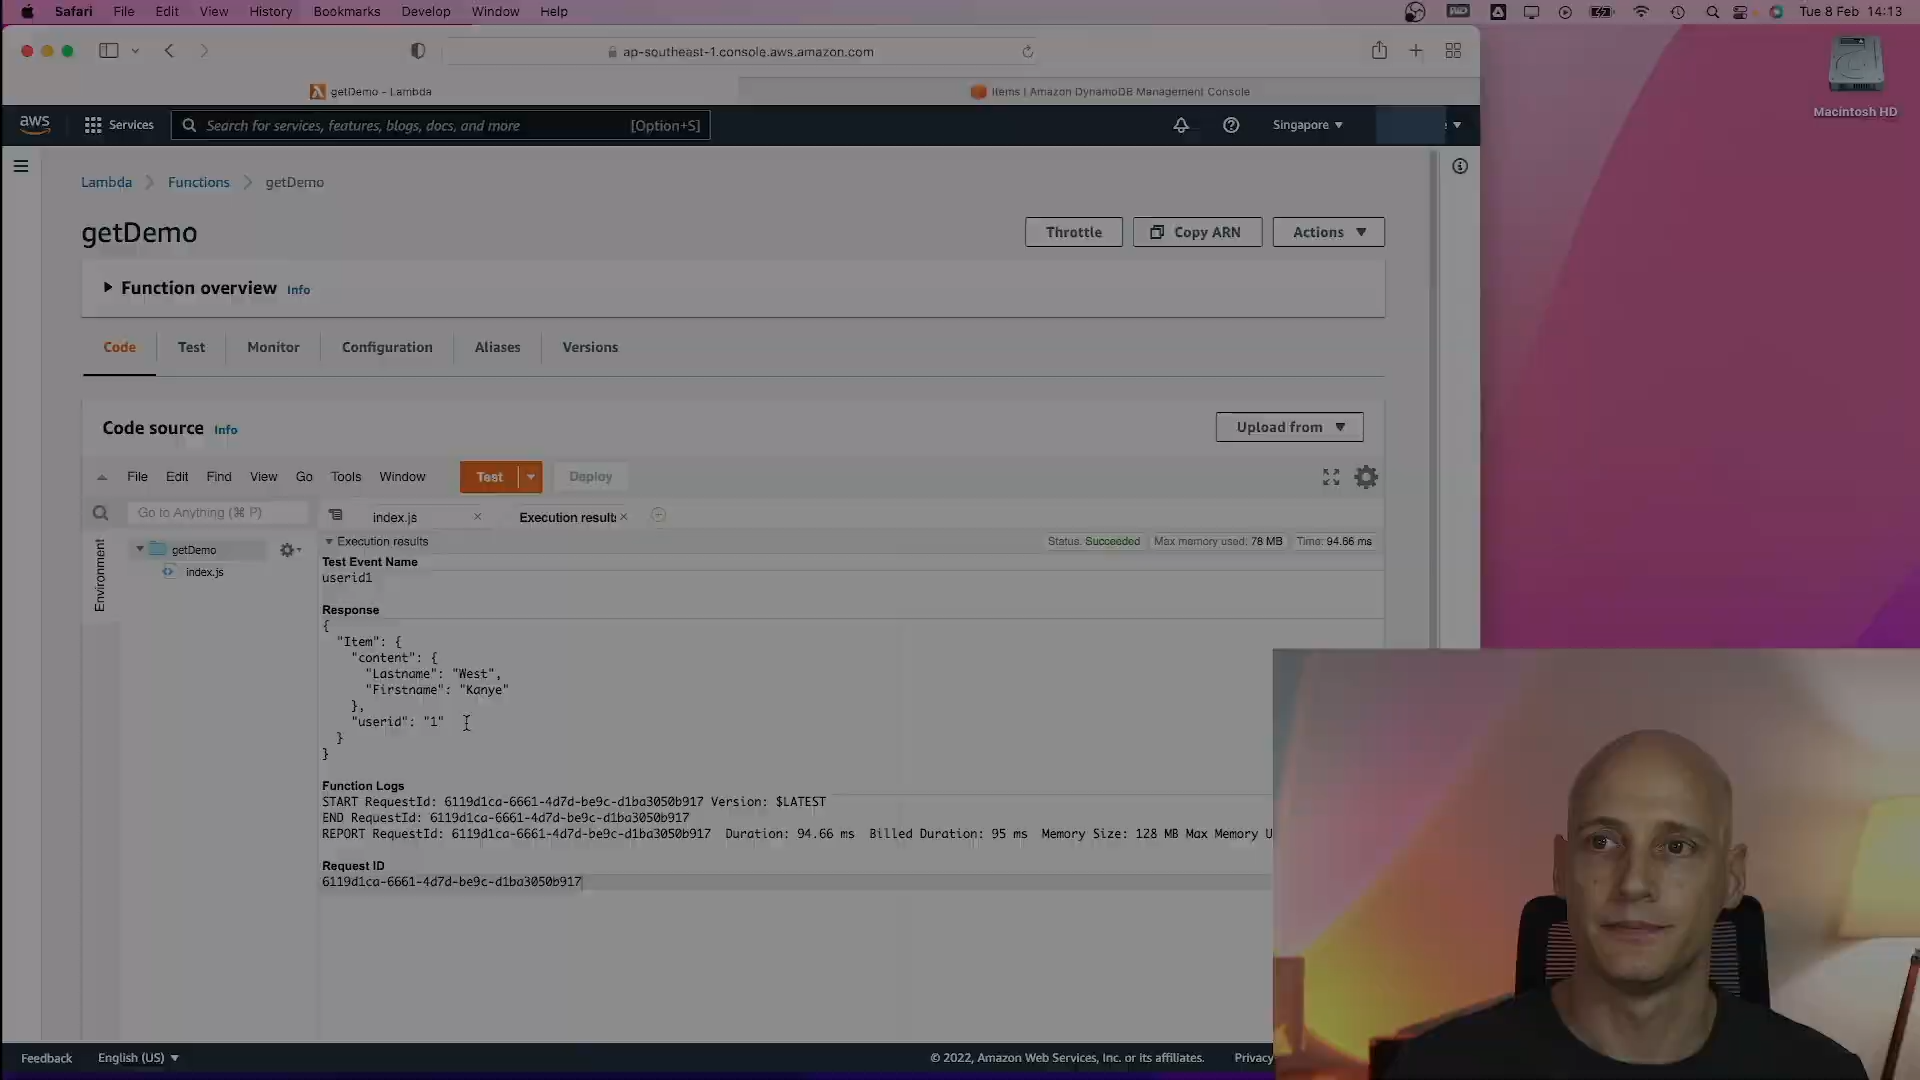 Safari File Edit View History Bookmarks Develop Window Help Tue 8 Feb 14:13
ap-southeast-1.console.aws.amazon.com
Macintosh HD
getDemo - Lambda Items | Amazon DynamoDB Management Console
aws Services Search for services, features, blogs, docs, and more [Option+S] Singapore
Lambda Functions getDemo
getDemo Throttle Copy ARN Actions
Function overview Info
Code Test Monitor Configuration Aliases Versions
Code source Info Upload from
File Edit Find View Go Tools Window Test Deploy
Go to Anything (⌘ P) index.js Execution results
Environment
getDemo
index.js
Execution results Status: Succeeded Max memory used: 78 MB Time: 94.66 ms
Test Event Name
userid1
Response
{
"Item": {
"content": {
"Lastname": "West",
"Firstname": "Kanye"
},
"userid": "1"
}
}
Function Logs
START RequestId: 6119d1ca-6661-4d7d-be9c-d1ba3050b917 Version: $LATEST
END RequestId: 6119d1ca-6661-4d7d-be9c-d1ba3050b917
REPORT RequestId: 6119d1ca-6661-4d7d-be9c-d1ba3050b917 Duration: 94.66 ms Billed Duration: 95 ms Memory Size: 128 MB Max Memory U
Request ID
6119d1ca-6661-4d7d-be9c-d1ba3050b917
Feedback English (US) © 2022, Amazon Web Services, Inc. or its affiliates. Privacy